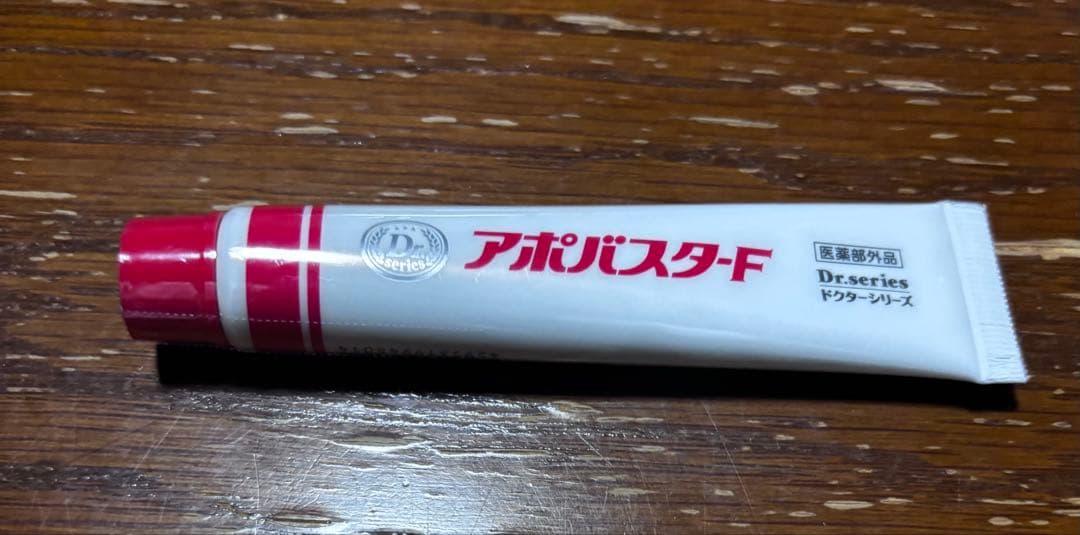 Dr.
series
アポバスターF
医薬部外品
Dr.series
ドクターシリーズ